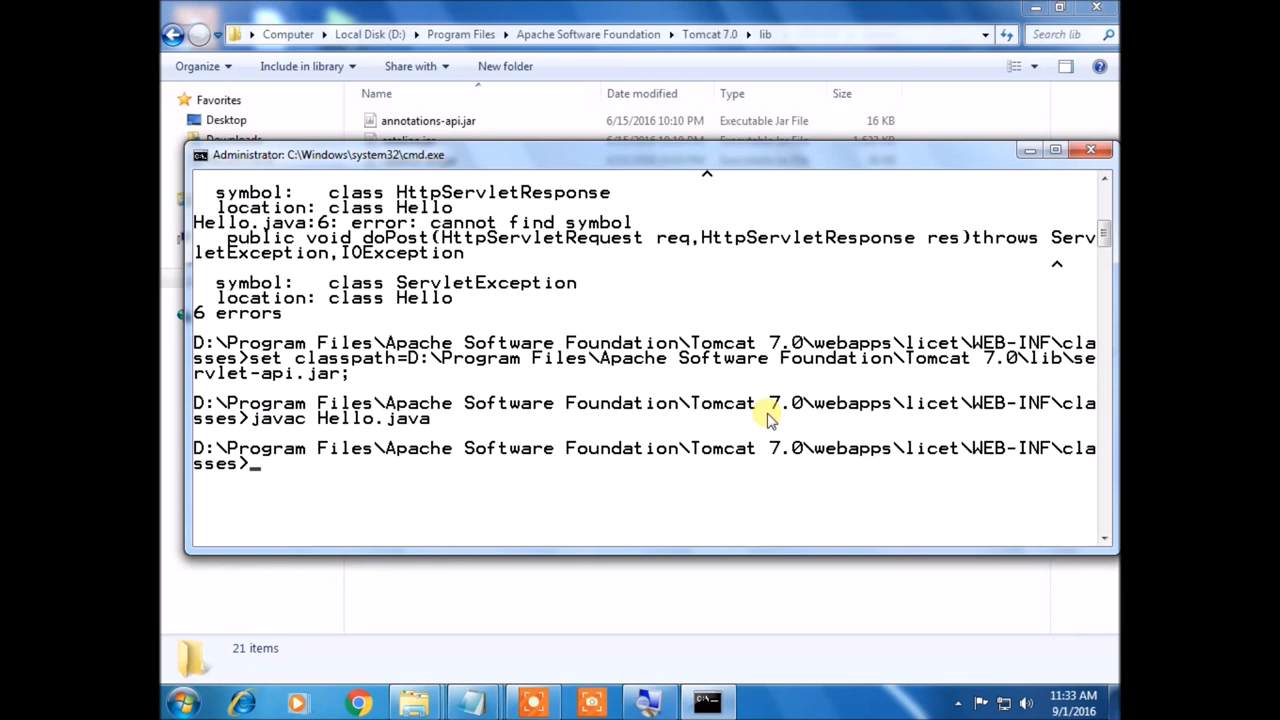 Computer Local Disk (D:) Program Files Apache Software Foundation Tomcat 7.0 lib Search lib
Organize Include in library Share with New folder
Favorites Name Date modified Type Size
Desktop annotations-api.jar 6/15/2016 10:10 PM Executable Jar File 16 KB
Administrator: C:\Windows\system32\cmd.exe
^
symbol: class HttpServletResponse
location: class Hello
Hello.java:6: error: cannot find symbol
public void doPost(HttpServletRequest req,HttpServletResponse res)throws Serv
letException,IOException
^
symbol: class ServletException
location: class Hello
6 errors
D:\Program Files\Apache Software Foundation\Tomcat 7.0\webapps\licet\WEB-INF\cla
sses>set classpath=D:\Program Files\Apache Software Foundation\Tomcat 7.0\lib\se
rvlet-api.jar;
D:\Program Files\Apache Software Foundation\Tomcat 7.0\webapps\licet\WEB-INF\cla
sses>javac Hello.java
D:\Program Files\Apache Software Foundation\Tomcat 7.0\webapps\licet\WEB-INF\cla
sses>_
21 items
11:33 AM
9/1/2016